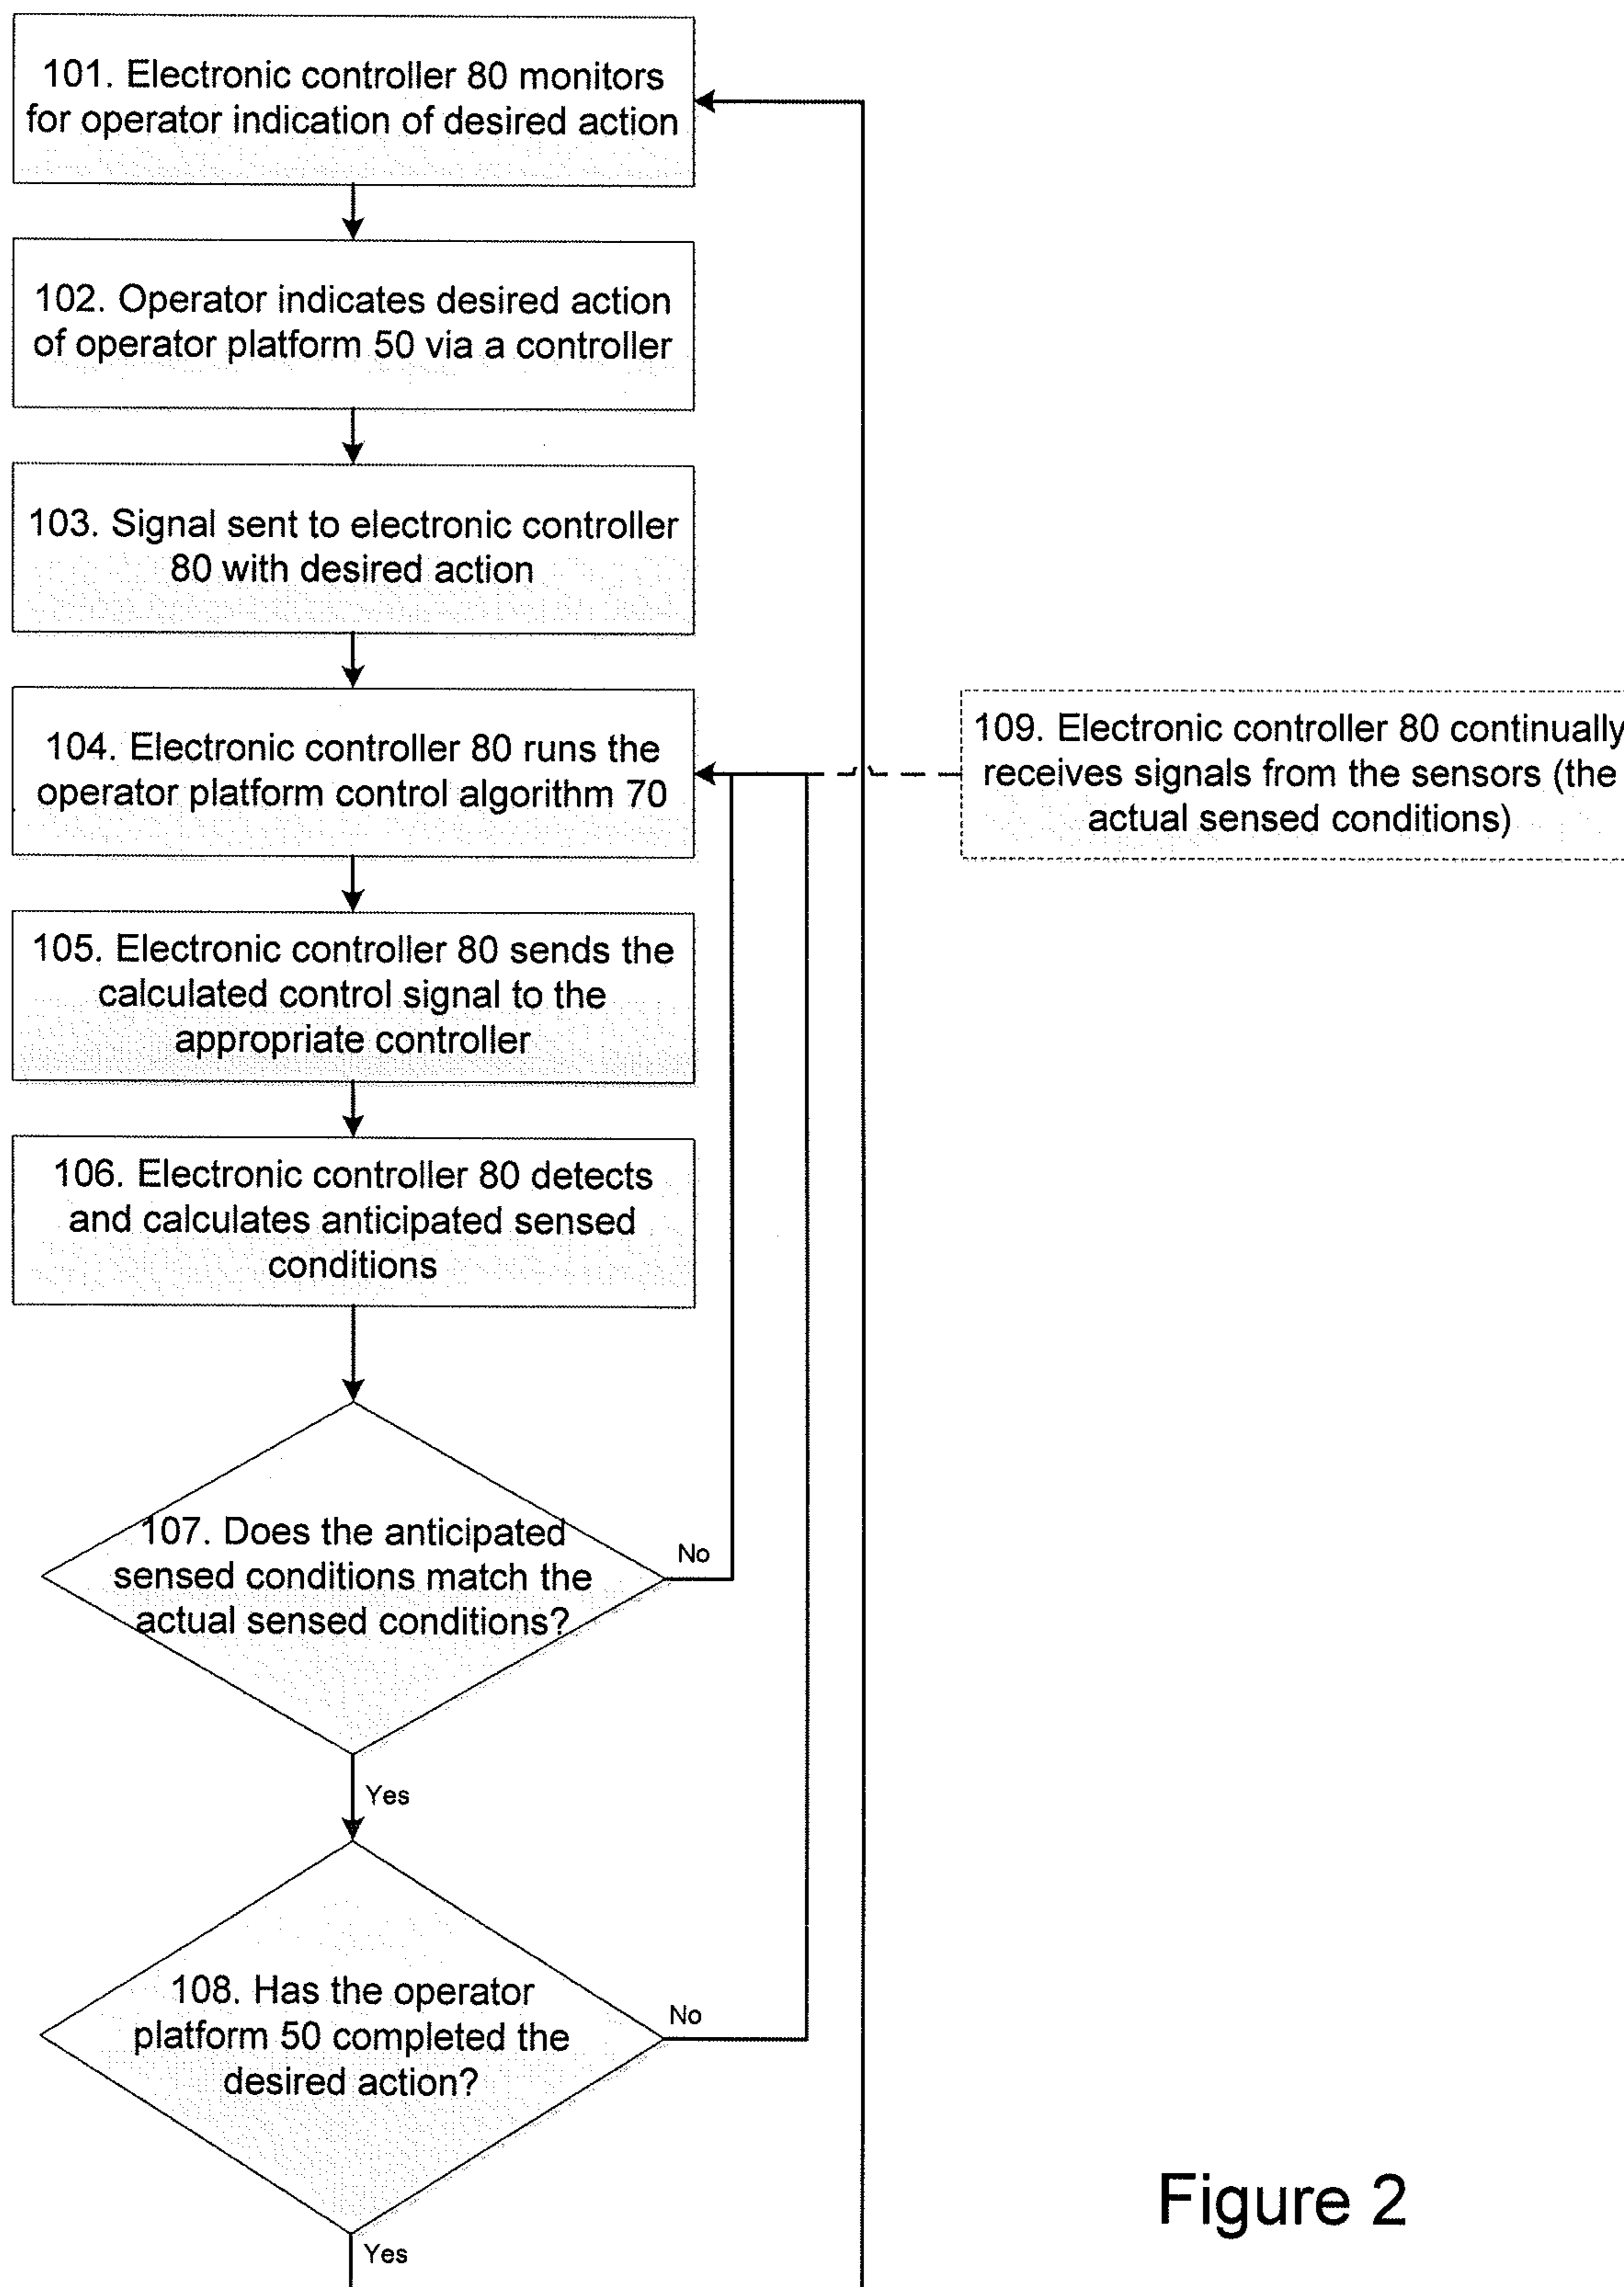 101. Electronic controller 80 monitors
for operator indication of desired action
102. Operator indicates desired action
of operator platform 50 via a controller
103. Signal sent to electronic controller
80 with desired action
104. Electronic controller 80 runs the
operator platform control algorithm 70
109. Electronic controller 80 continually
receives signals from the sensors (the
actual sensed conditions)
105. Electronic controller 80 sends the
calculated control signal to the
appropriate controller
106. Electronic controller 80 detects
and calculates anticipated sensed
conditions
107. Does the anticipated
sensed conditions match the
actual sensed conditions?
No
Yes
108. Has the operator
platform 50 completed the
desired action?
No
Yes
Figure 2